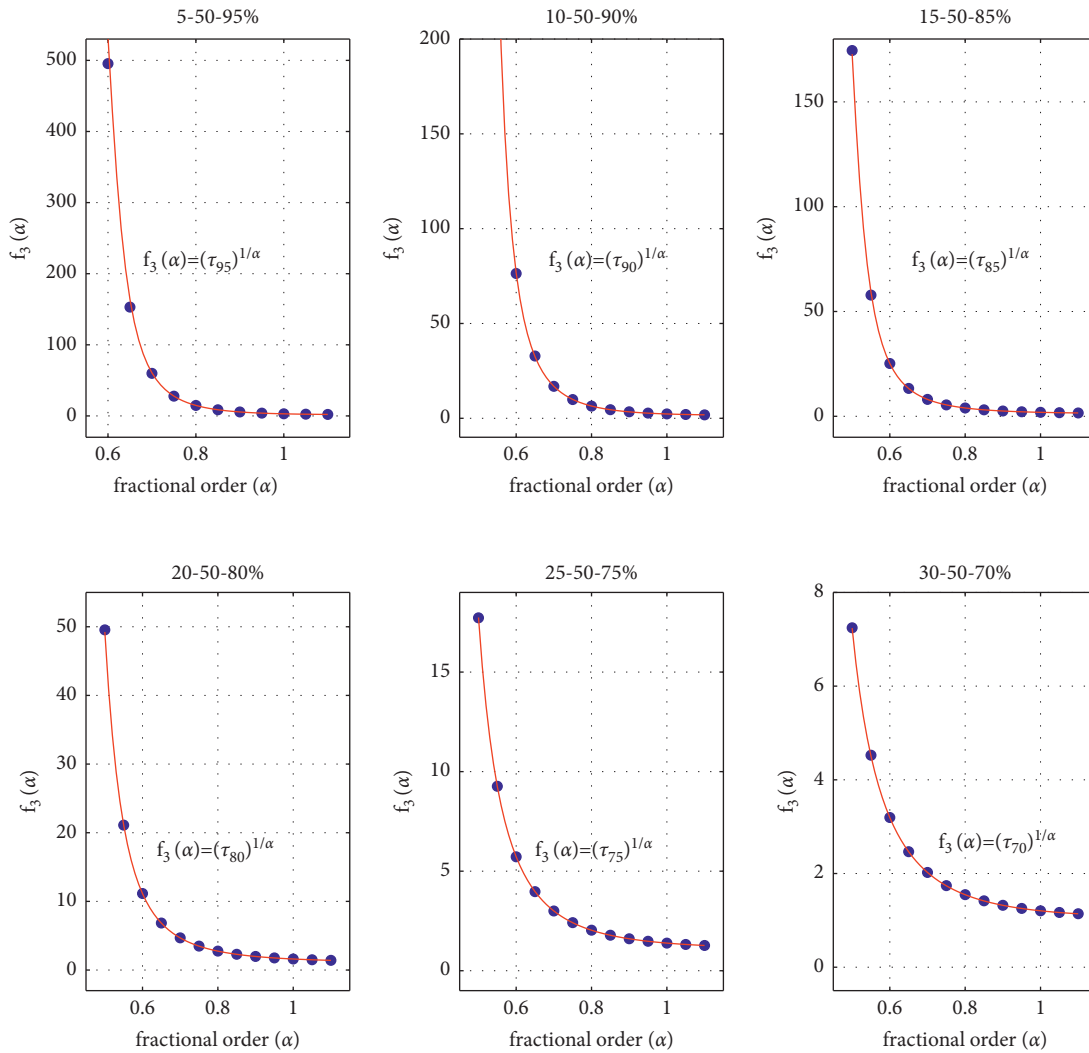 5-50-95%
500
400
300
200
100
0
f₃ (α)
f₃ (α)=(τ₉₅)^1/α
0.6 0.8 1
fractional order (α)
10-50-90%
200
150
100
50
0
f₃ (α)
f₃ (α)=(τ₉₀)^1/α
0.6 0.8 1
fractional order (α)
15-50-85%
150
100
50
0
f₃ (α)
f₃ (α)=(τ₈₅)^1/α
0.6 0.8 1
fractional order (α)
20-50-80%
50
40
30
20
10
0
f₃ (α)
f₃ (α)=(τ₈₀)^1/α
0.6 0.8 1
fractional order (α)
25-50-75%
15
10
5
0
f₃ (α)
f₃ (α)=(τ₇₅)^1/α
0.6 0.8 1
fractional order (α)
30-50-70%
8
6
4
2
0
f₃ (α)
f₃ (α)=(τ₇₀)^1/α
0.6 0.8 1
fractional order (α)